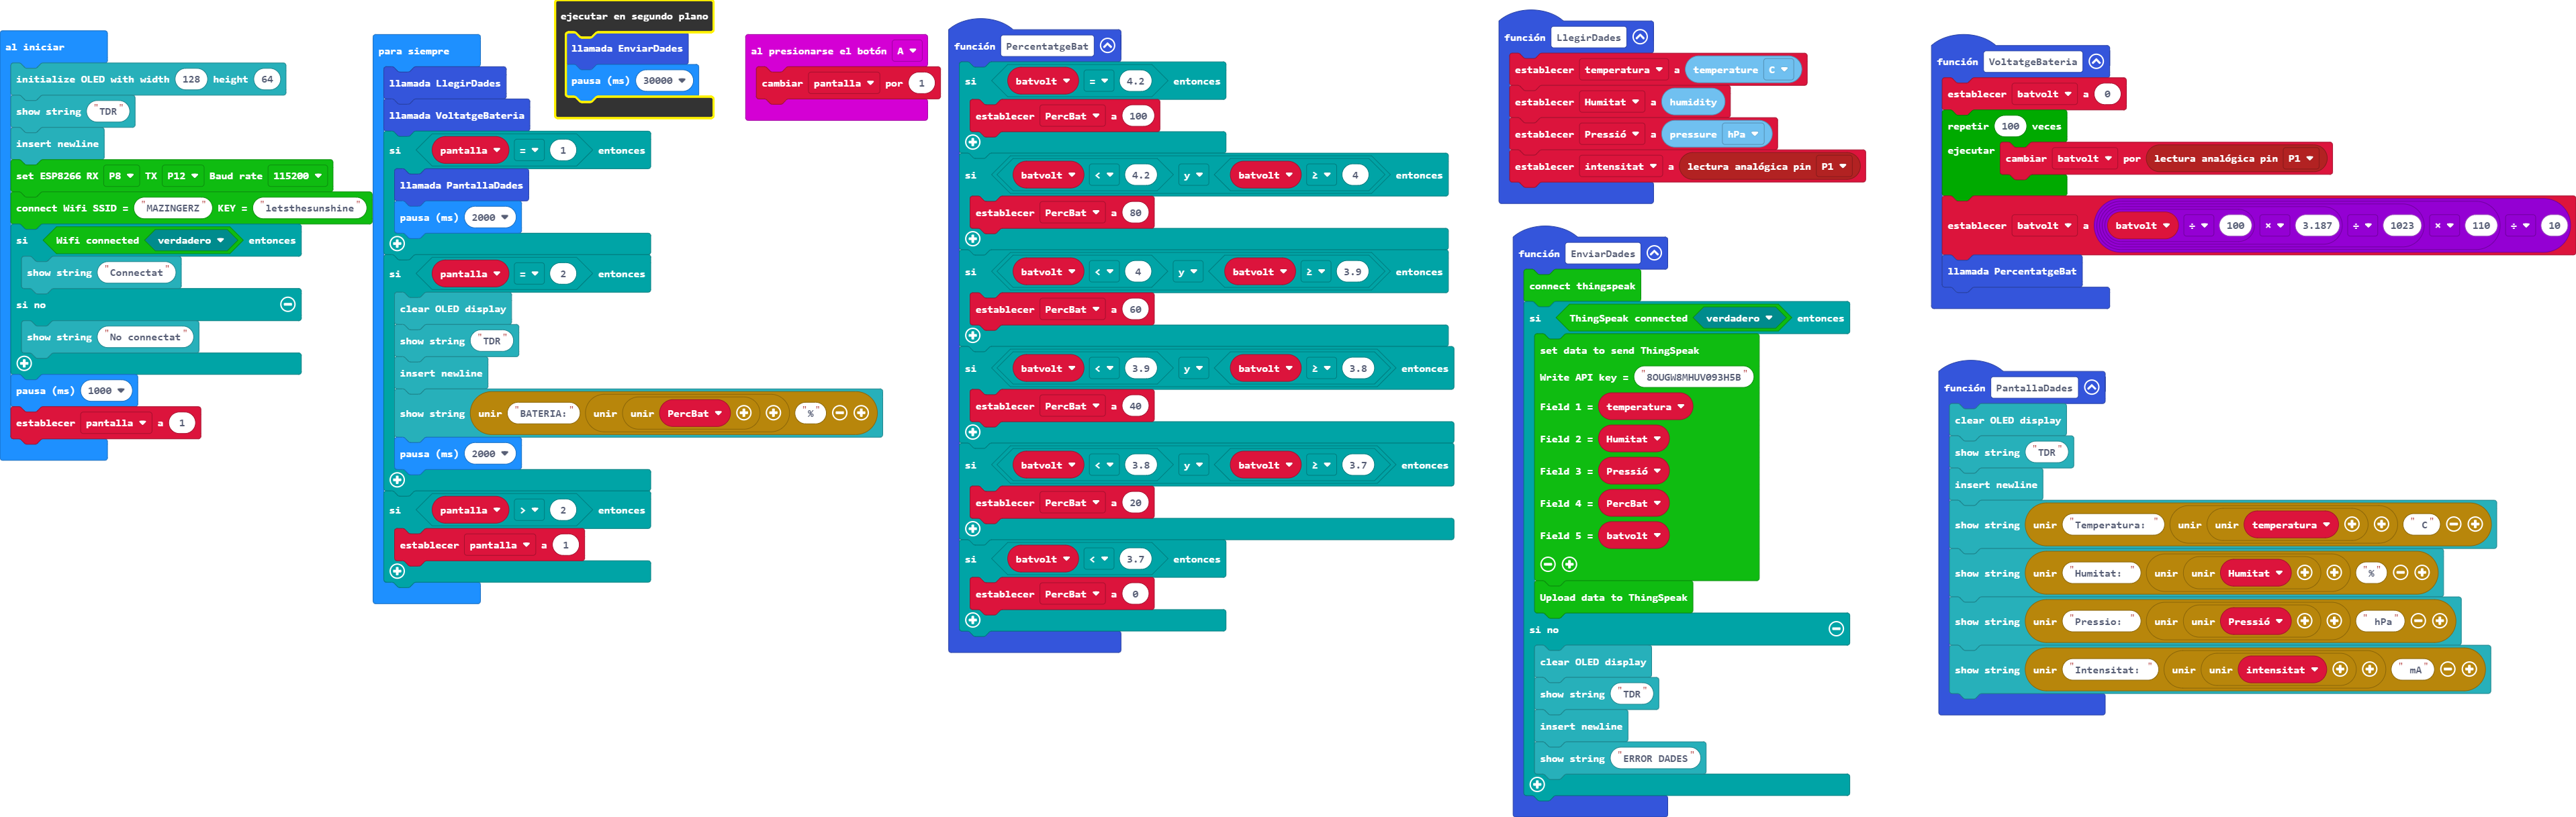 al iniciar
initialize OLED with width 128 height 64
show string "TDR"
insert newline
set ESP8266 RX P8 TX P12 Baud rate 115200
connect Wifi SSID = "MAZINGERZ" KEY = "letsthesunshine"
si Wifi connected verdadero entonces
show string "Connectat"
si no
show string "No connectat"
pausa (ms) 1000
establecer pantalla a 1
para siempre
llamada LlegirDades
llamada VoltatgeBateria
si pantalla = 1 entonces
llamada PantallaDades
pausa (ms) 2000
si pantalla = 2 entonces
clear OLED display
show string "TDR"
insert newline
show string unir "BATERIA:" unir unir PercBat "%"
pausa (ms) 2000
si pantalla > 2 entonces
establecer pantalla a 1
ejecutar en segundo plano
llamada EnviarDades
pausa (ms) 30000
al presionarse el botón A
cambiar pantalla por 1
función PercentatgeBat
si batvolt = 4.2 entonces
establecer PercBat a 100
si batvolt < 4.2 y batvolt ≥ 4 entonces
establecer PercBat a 80
si batvolt < 4 y batvolt ≥ 3.9 entonces
establecer PercBat a 60
si batvolt < 3.9 y batvolt ≥ 3.8 entonces
establecer PercBat a 40
si batvolt < 3.8 y batvolt ≥ 3.7 entonces
establecer PercBat a 20
si batvolt < 3.7 entonces
establecer PercBat a 0
función LlegirDades
establecer temperatura a temperature C
establecer Humitat a humidity
establecer Pressió a pressure hPa
establecer intensitat a lectura analógica pin P1
función EnviarDades
connect thingspeak
si ThingSpeak connected verdadero entonces
set data to send ThingSpeak
Write API key = "8OUGW8MHUV093H5B"
Field 1 = temperatura
Field 2 = Humitat
Field 3 = Pressió
Field 4 = PercBat
Field 5 = batvolt
Upload data to ThingSpeak
si no
clear OLED display
show string "TDR"
insert newline
show string "ERROR DADES"
función VoltatgeBateria
establecer batvolt a 0
repetir 100 veces
ejecutar cambiar batvolt por lectura analógica pin P1
establecer batvolt a batvolt ÷ 100 × 3.187 ÷ 1023 × 110 ÷ 10
llamada PercentatgeBat
función PantallaDades
clear OLED display
show string "TDR"
insert newline
show string unir "Temperatura: " unir unir temperatura " C"
show string unir "Humitat: " unir unir Humitat "%"
show string unir "Pressio: " unir unir Pressió " hPa"
show string unir "Intensitat: " unir unir intensitat " mA"